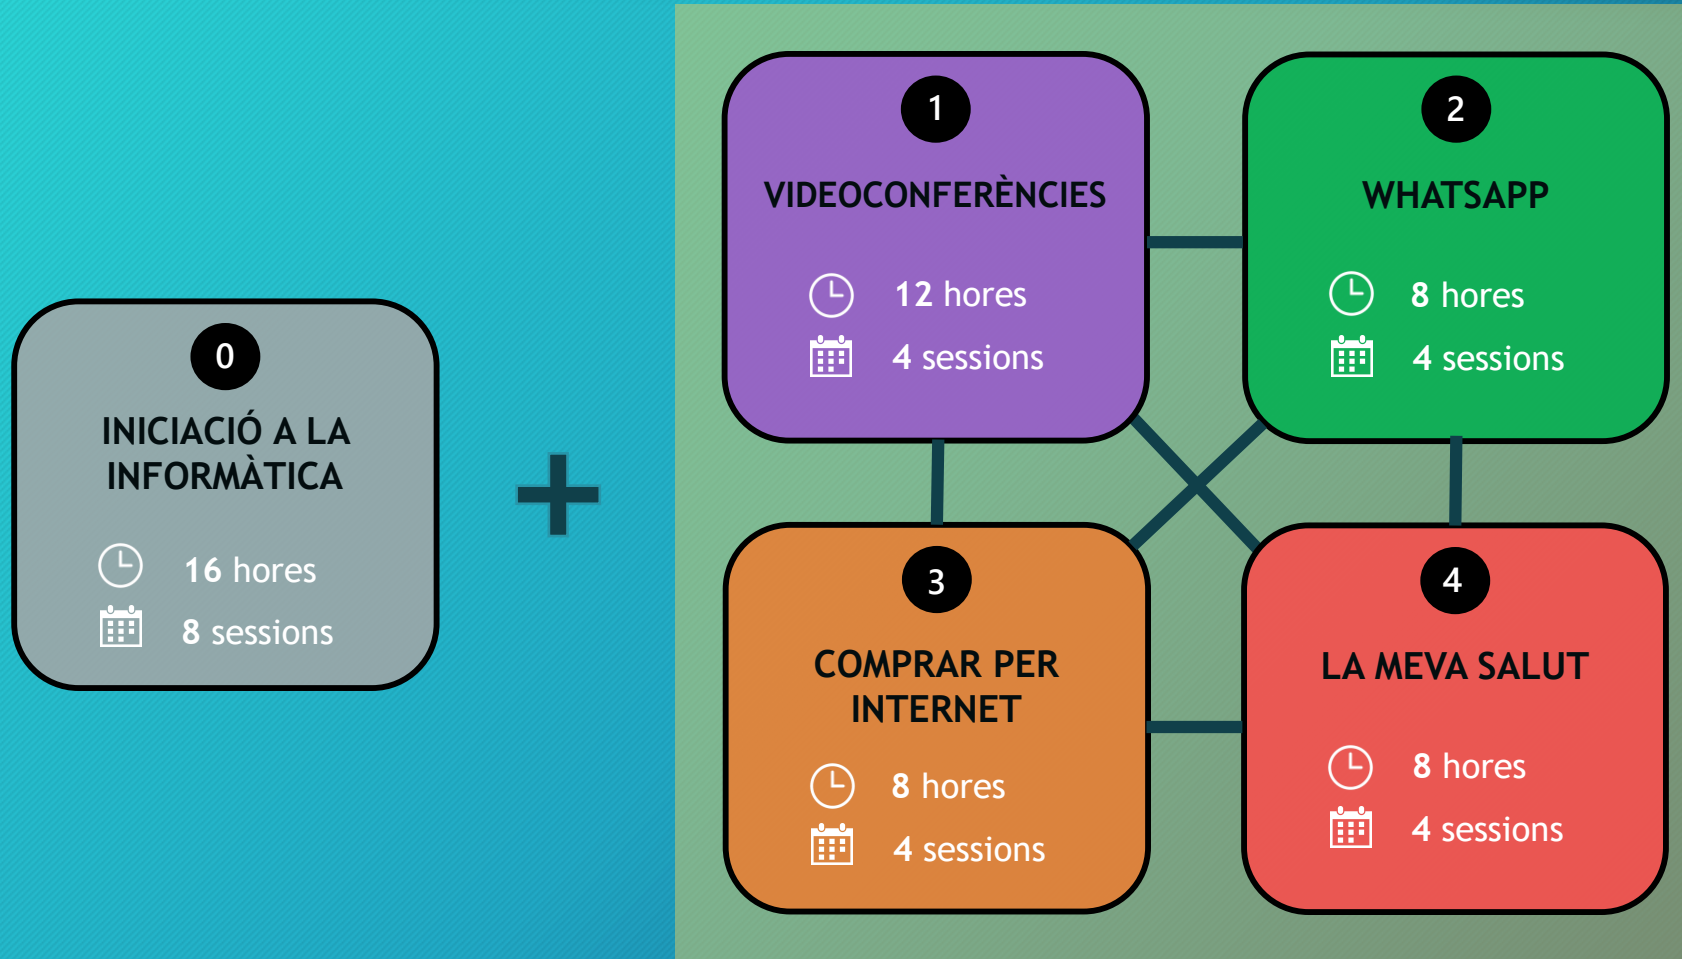 0
INICIACIÓ A LA
INFORMÀTICA
16 hores
8 sessions
1
VIDEOCONFERÈNCIES
12 hores
4 sessions
2
WHATSAPP
8 hores
4 sessions
3
COMPRAR PER
INTERNET
8 hores
4 sessions
4
LA MEVA SALUT
8 hores
4 sessions